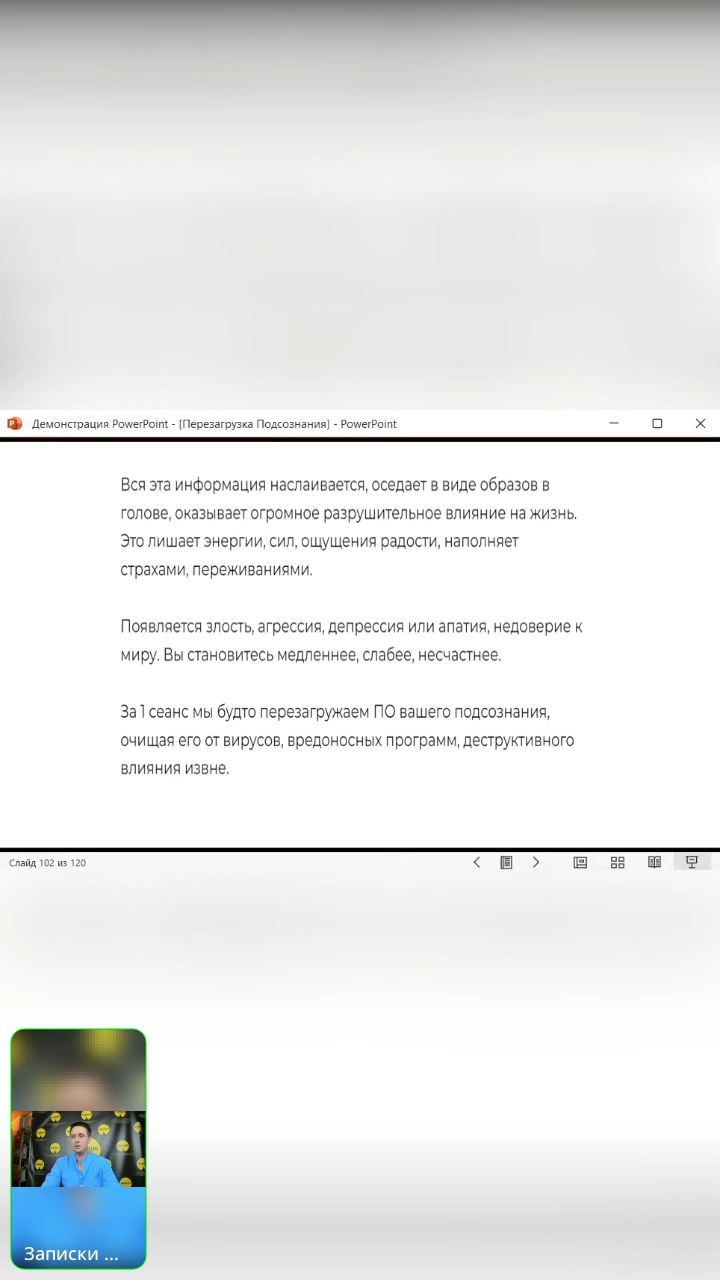 Демонстрация PowerPoint - [Перезагрузка Подсознания] - PowerPoint
Вся эта информация наслаивается, оседает в виде образов в
голове, оказывает огромное разрушительное влияние на жизнь.
Это лишает энергии, сил, ощущения радости, наполняет
страхами, переживаниями.
Появляется злость, агрессия, депрессия или апатия, недоверие к
миру. Вы становитесь медленнее, слабее, несчастнее.
За 1 сеанс мы будто перезагружаем ПО вашего подсознания,
очищая его от вирусов, вредоносных программ, деструктивного
влияния извне.
Слайд 102 из 120
Записки ...